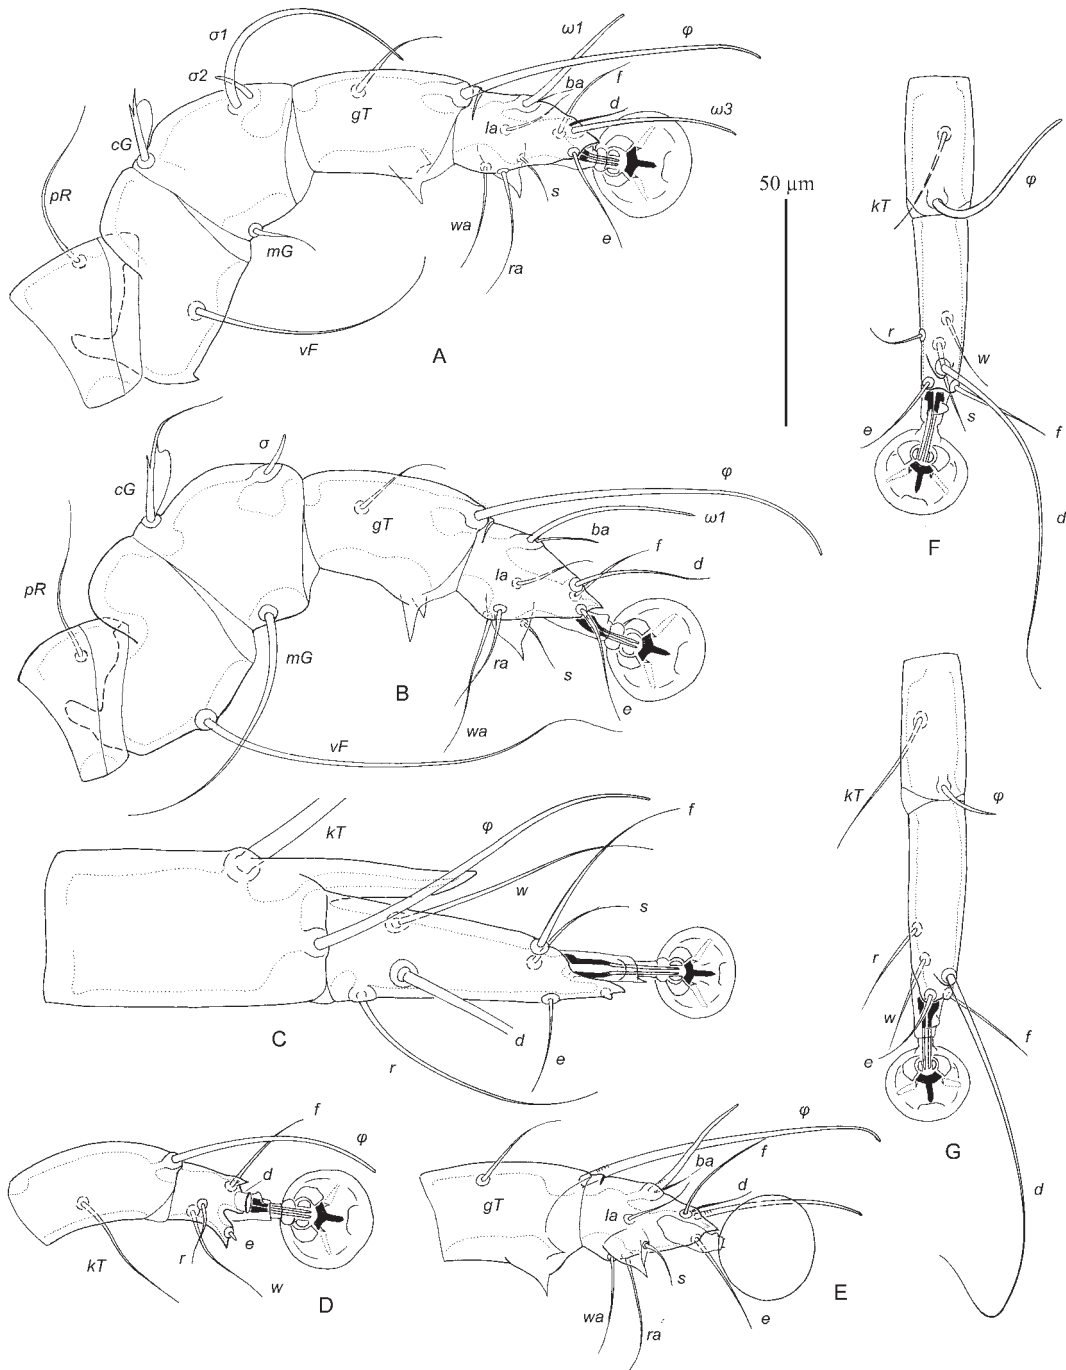 σ1
ω1
φ
σ2
ba
f
gT
d
ω3
la
cG
pR
50 µm
s
wa
mG
e
ra
vF
A
φ
kT
r
w
s
f
e
d
F
σ
cG
φ
gT
ba
ω1
f
d
la
pR
mG
ra
s
B
wa
e
vF
kT
φ
f
w
s
C
d
e
r
kT
φ
r
w
e
f
G
d
f
φ
d
kT
r
e
w
D
φ
ba
f
gT
la
d
s
E
wa
ra
e